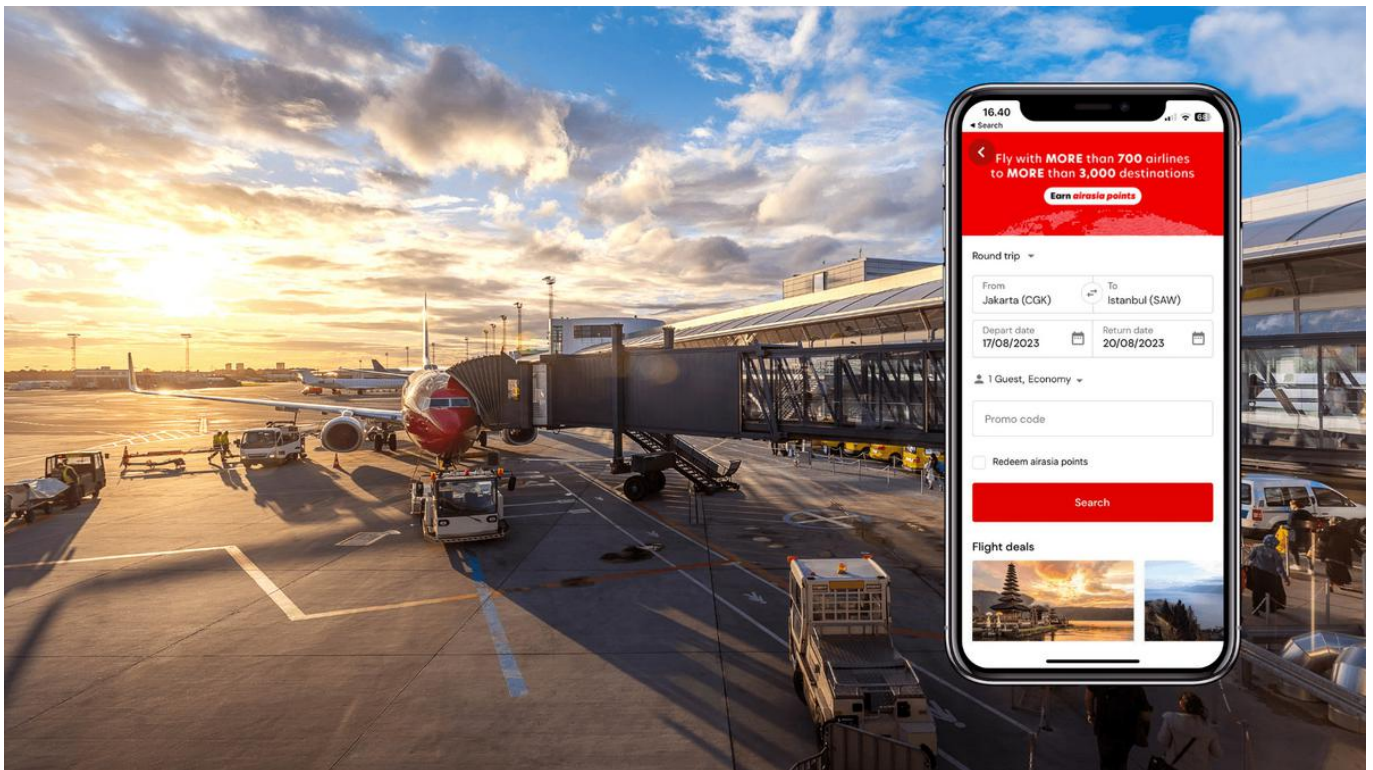 16.40
◄ Search
68
Fly with MORE than 700 airlines
to MORE than 3,000 destinations
Earn airasia points
Round trip
From
Jakarta (CGK)
To
Istanbul (SAW)
Depart date
17/08/2023
Return date
20/08/2023
1 Guest, Economy
Promo code
Redeem airasia points
Search
Flight deals